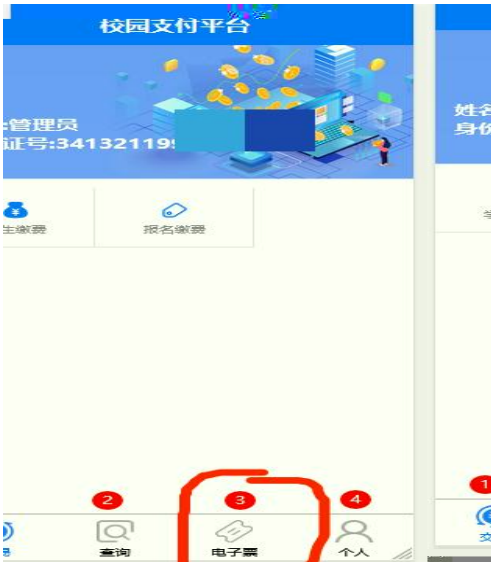 校园支付平台
:管理员
证号:34132119
姓名
身份
生缴费
报名缴费
2
3
4
1
查询
电子票
个人
交